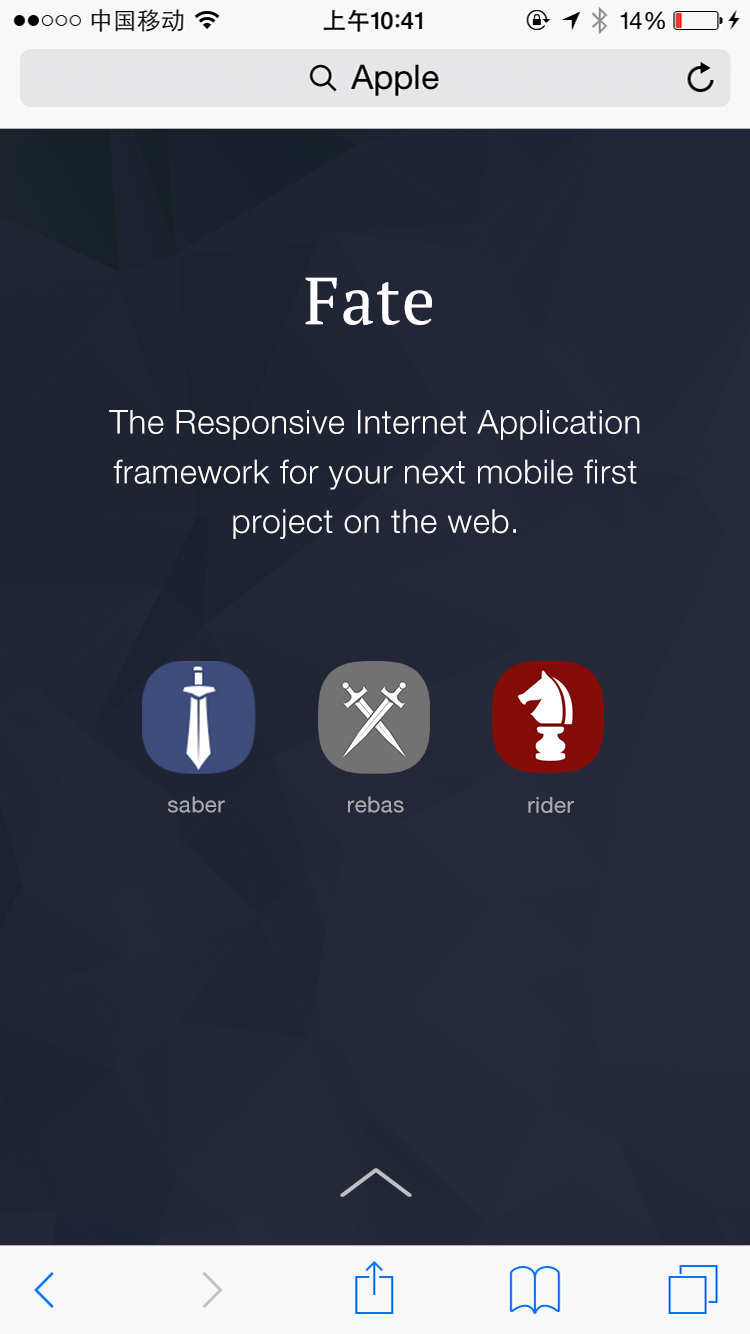 中国移动 上午10:41 14%
Apple
Fate
The Responsive Internet Application
framework for your next mobile first
project on the web.
saber rebas rider